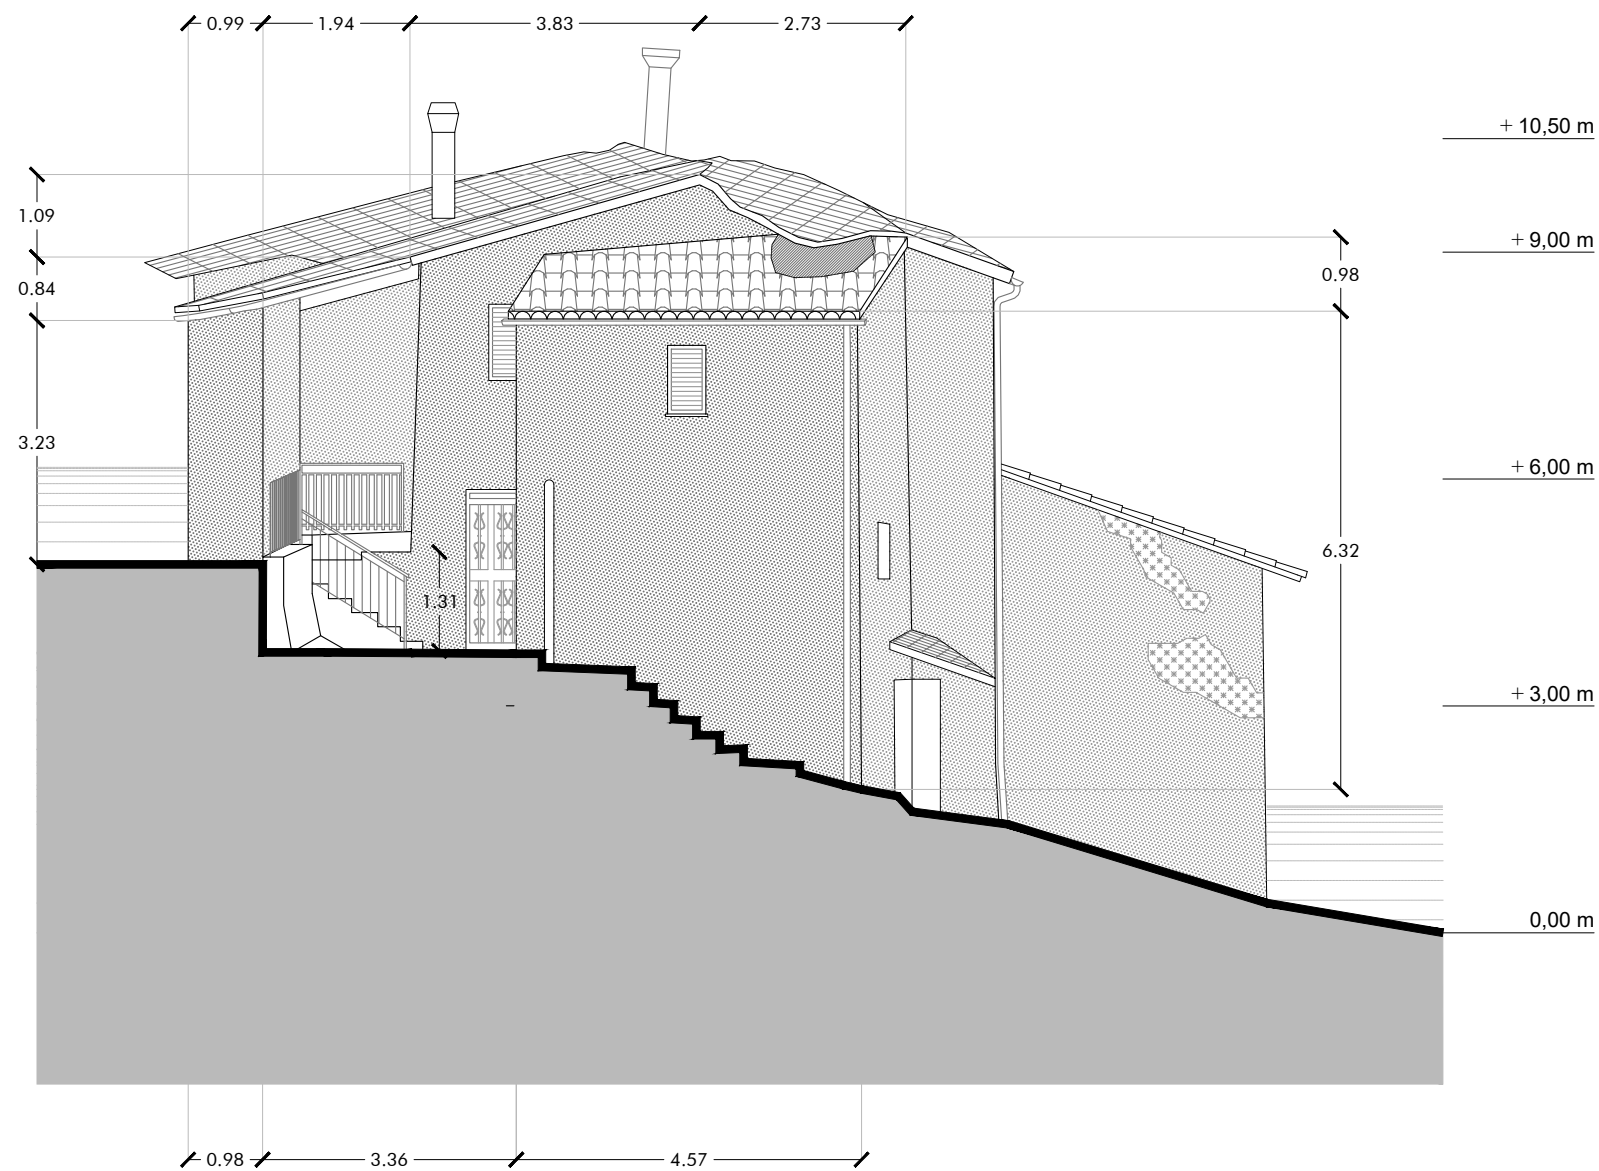 0.99 1.94 3.83 2.73
+ 10,50 m
1.09
+ 9,00 m
0.84
0.98
3.23
+ 6,00 m
6.32
1.31
+ 3,00 m
0,00 m
0.98 3.36 4.57